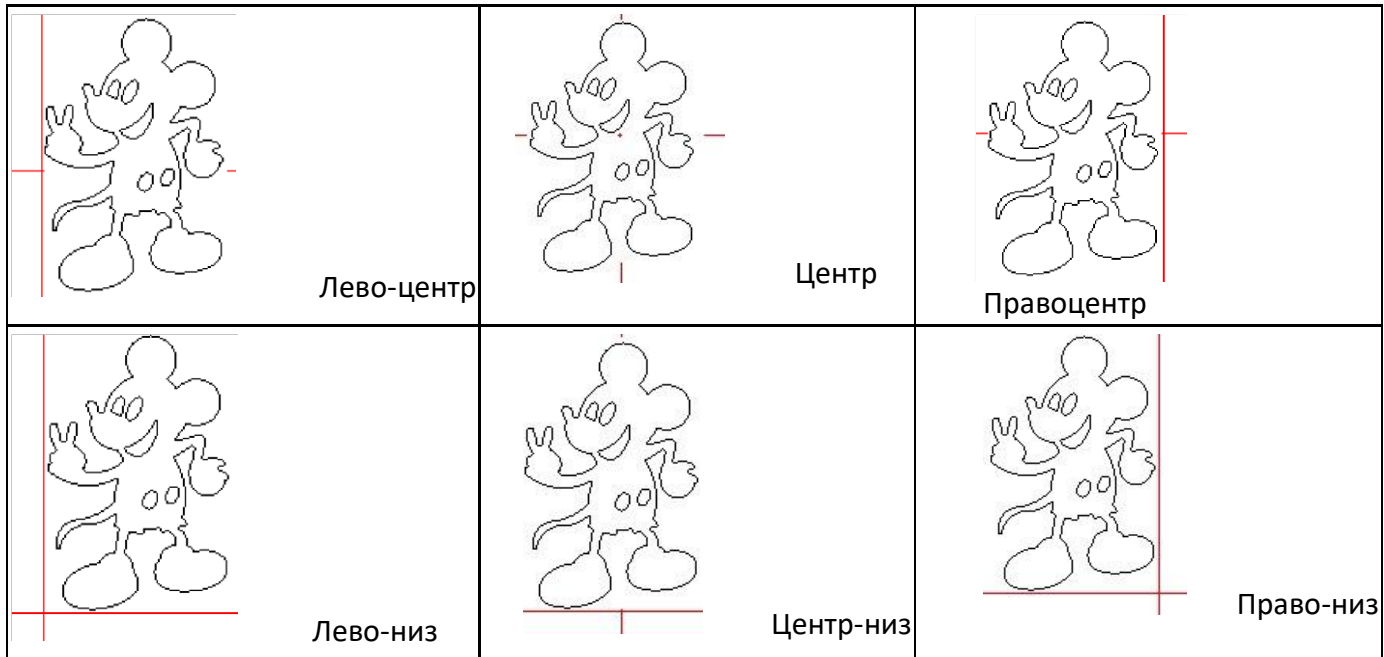 Лево-центр
Центр
Правоцентр
Лево-низ
Центр-низ
Право-низ